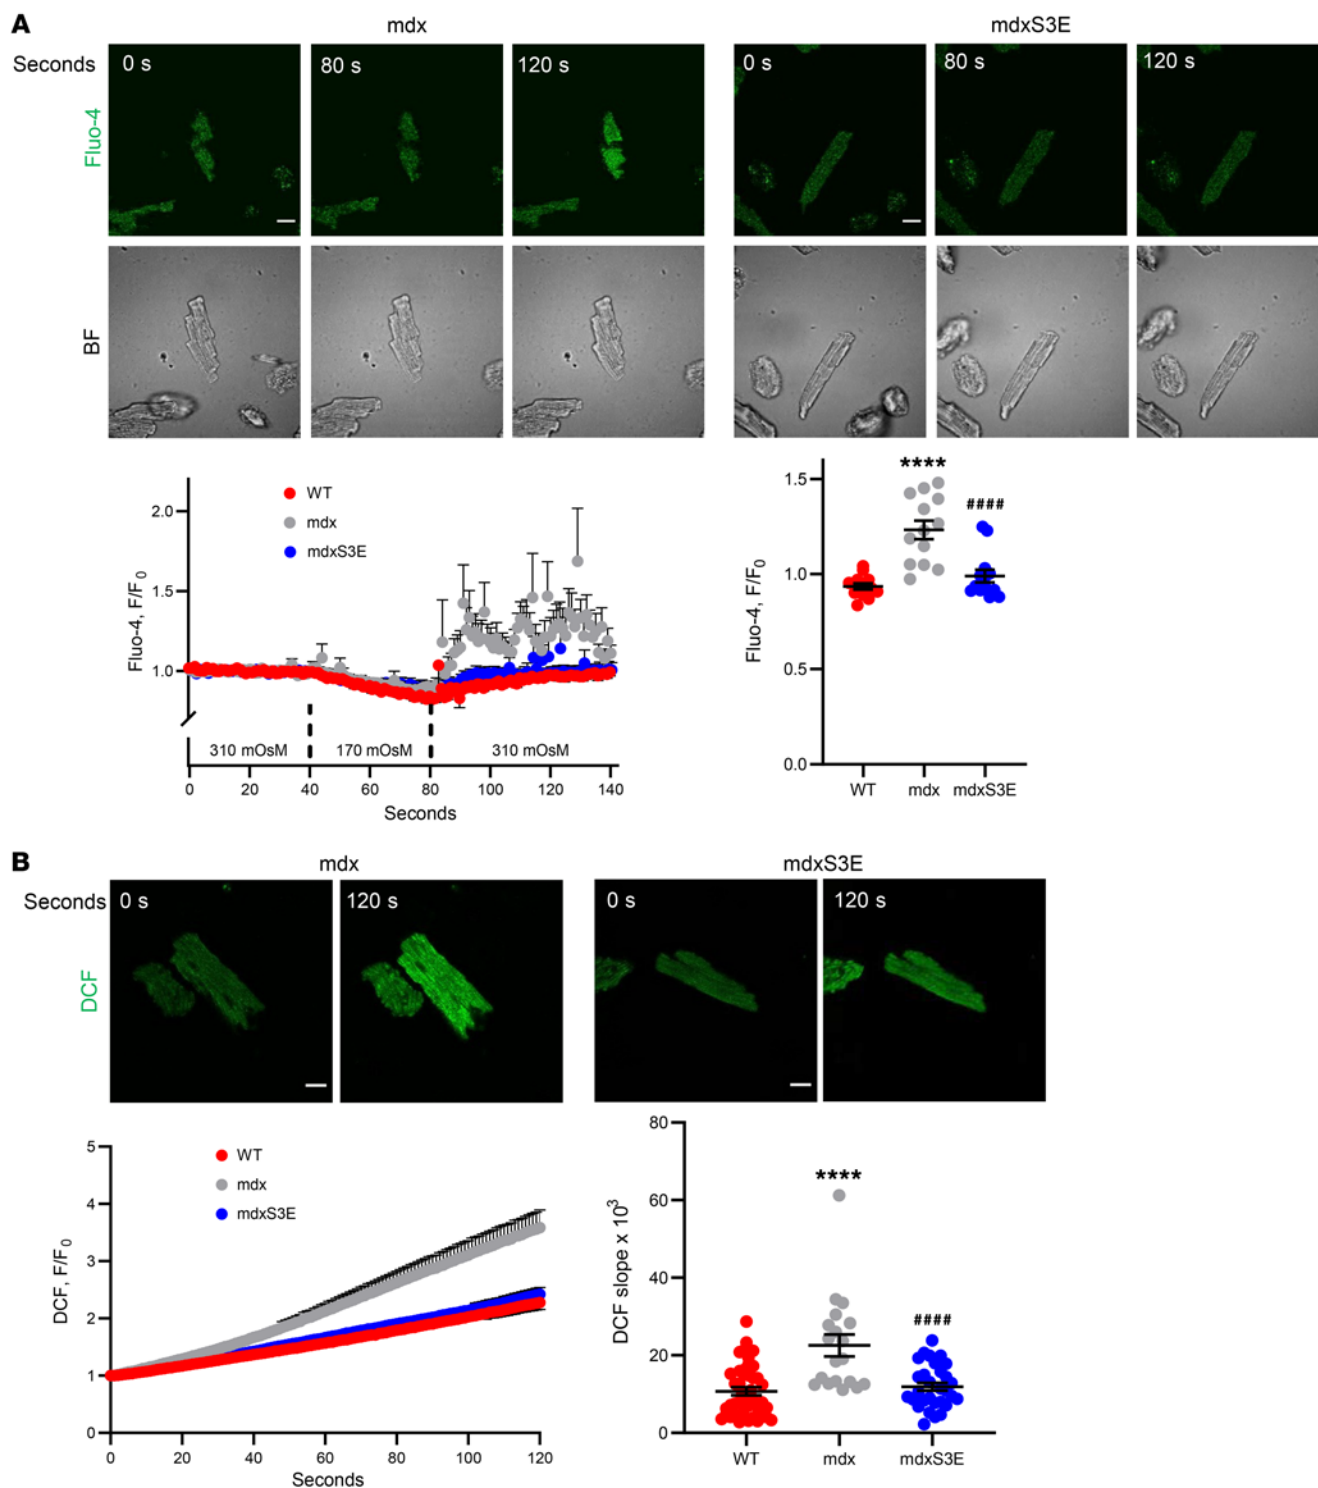 A
mdx
mdxS3E
Seconds
0 s
80 s
120 s
0 s
80 s
120 s
Fluo-4
BF
WT
mdx
mdxS3E
Fluo-4, F/F0
2.0
1.5
1.0
310 mOsM
170 mOsM
310 mOsM
0
20
40
60
80
100
120
140
Seconds
****
####
Fluo-4, F/F0
1.5
1.0
0.5
0.0
WT
mdx
mdxS3E
B
mdx
mdxS3E
Seconds
0 s
120 s
0 s
120 s
DCF
WT
mdx
mdxS3E
DCF, F/F0
5
4
3
2
1
0
0
20
40
60
80
100
120
Seconds
****
####
DCF slope x 10³
80
60
40
20
0
WT
mdx
mdxS3E